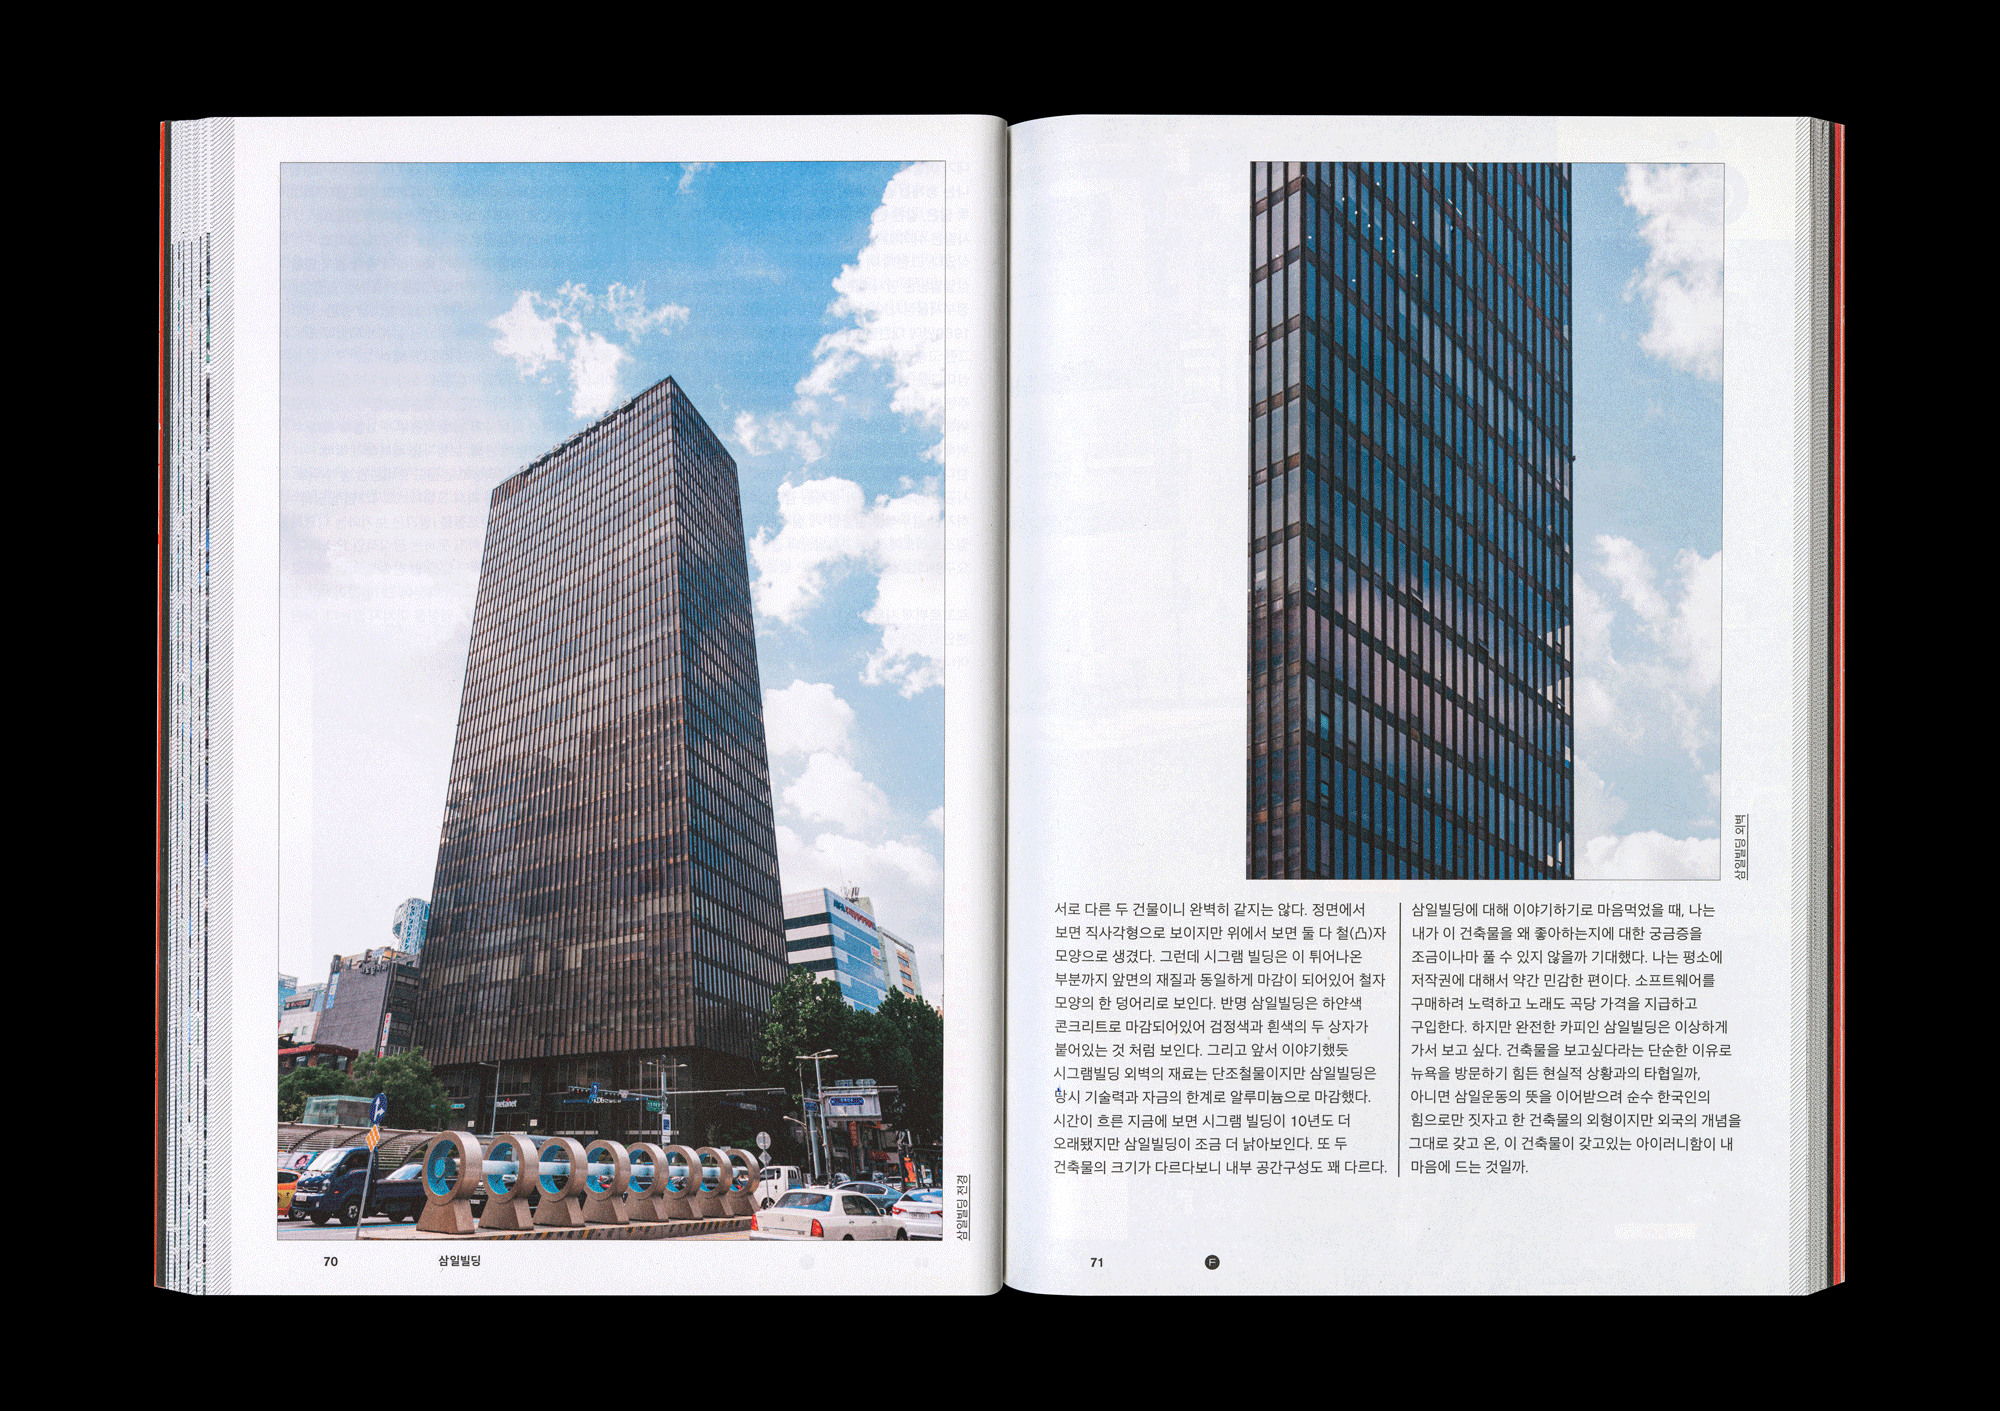 metanet
삼일빌딩 전경
70
삼일빌딩
삼일빌딩 외벽
서로 다른 두 건물이니 완벽히 같지는 않다. 정면에서
보면 직사각형으로 보이지만 위에서 보면 둘 다 철(凸)자
모양으로 생겼다. 그런데 시그램 빌딩은 이 튀어나온
부분까지 앞면의 재질과 동일하게 마감이 되어있어 철자
모양의 한 덩어리로 보인다. 반명 삼일빌딩은 하얀색
콘크리트로 마감되어있어 검정색과 흰색의 두 상자가
붙어있는 것 처럼 보인다. 그리고 앞서 이야기했듯
시그램빌딩 외벽의 재료는 단조철물이지만 삼일빌딩은
당시 기술력과 자금의 한계로 알루미늄으로 마감했다.
시간이 흐른 지금에 보면 시그램 빌딩이 10년도 더
오래됐지만 삼일빌딩이 조금 더 낡아보인다. 또 두
건축물의 크기가 다르다보니 내부 공간구성도 꽤 다르다.
삼일빌딩에 대해 이야기하기로 마음먹었을 때, 나는
내가 이 건축물을 왜 좋아하는지에 대한 궁금증을
조금이나마 풀 수 있지 않을까 기대했다. 나는 평소에
저작권에 대해서 약간 민감한 편이다. 소프트웨어를
구매하려 노력하고 노래도 곡당 가격을 지급하고
구입한다. 하지만 완전한 카피인 삼일빌딩은 이상하게
가서 보고 싶다. 건축물을 보고싶다라는 단순한 이유로
뉴욕을 방문하기 힘든 현실적 상황과의 타협일까,
아니면 삼일운동의 뜻을 이어받으려 순수 한국인의
힘으로만 짓자고 한 건축물의 외형이지만 외국의 개념을
그대로 갖고 온, 이 건축물이 갖고있는 아이러니함이 내
마음에 드는 것일까.
71
F